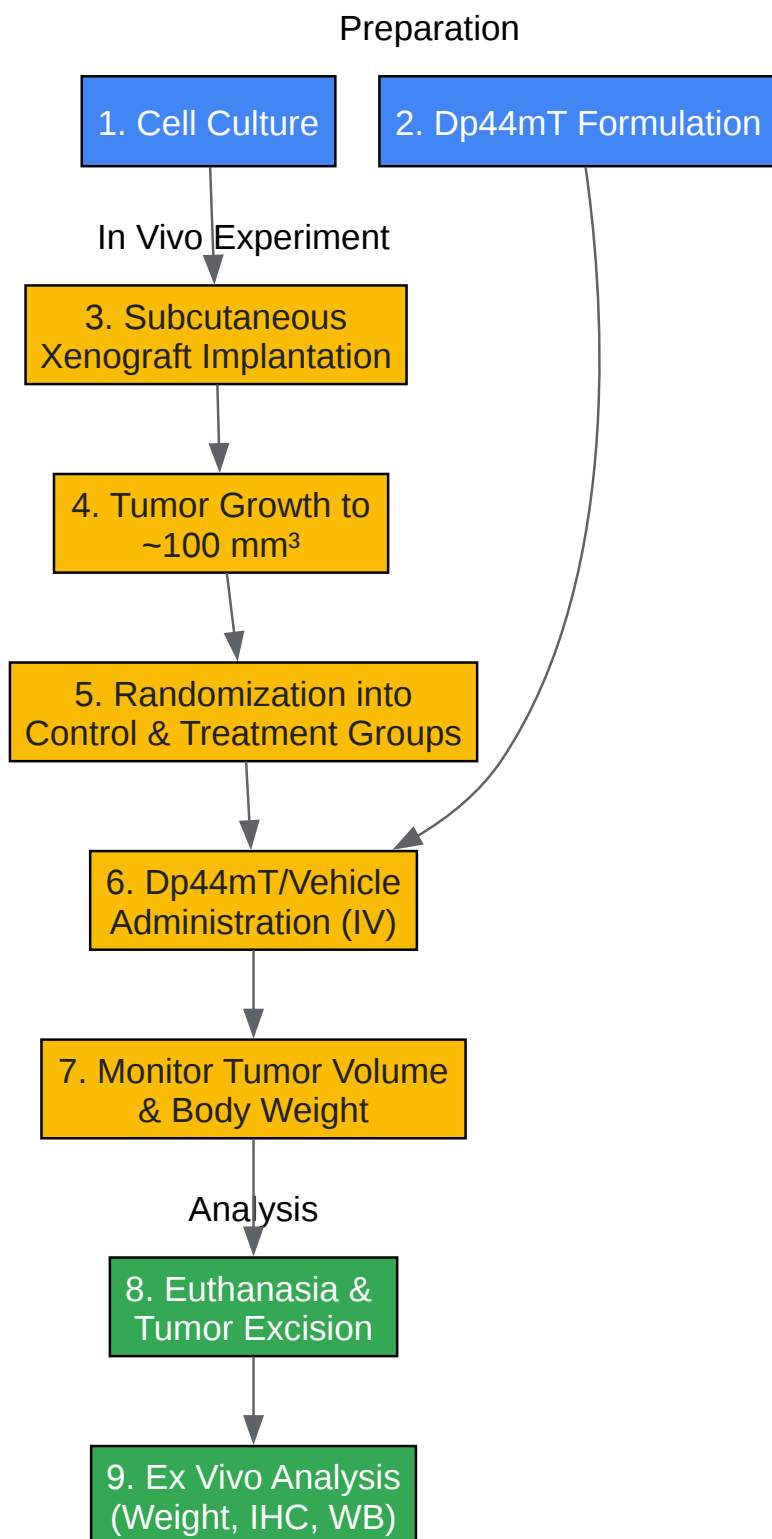 Preparation
1. Cell Culture
2. Dp44mT Formulation
In Vivo Experiment
3. Subcutaneous
Xenograft Implantation
4. Tumor Growth to
~100 mm³
5. Randomization into
Control & Treatment Groups
6. Dp44mT/Vehicle
Administration (IV)
7. Monitor Tumor Volume
& Body Weight
Analysis
8. Euthanasia &
Tumor Excision
9. Ex Vivo Analysis
(Weight, IHC, WB)